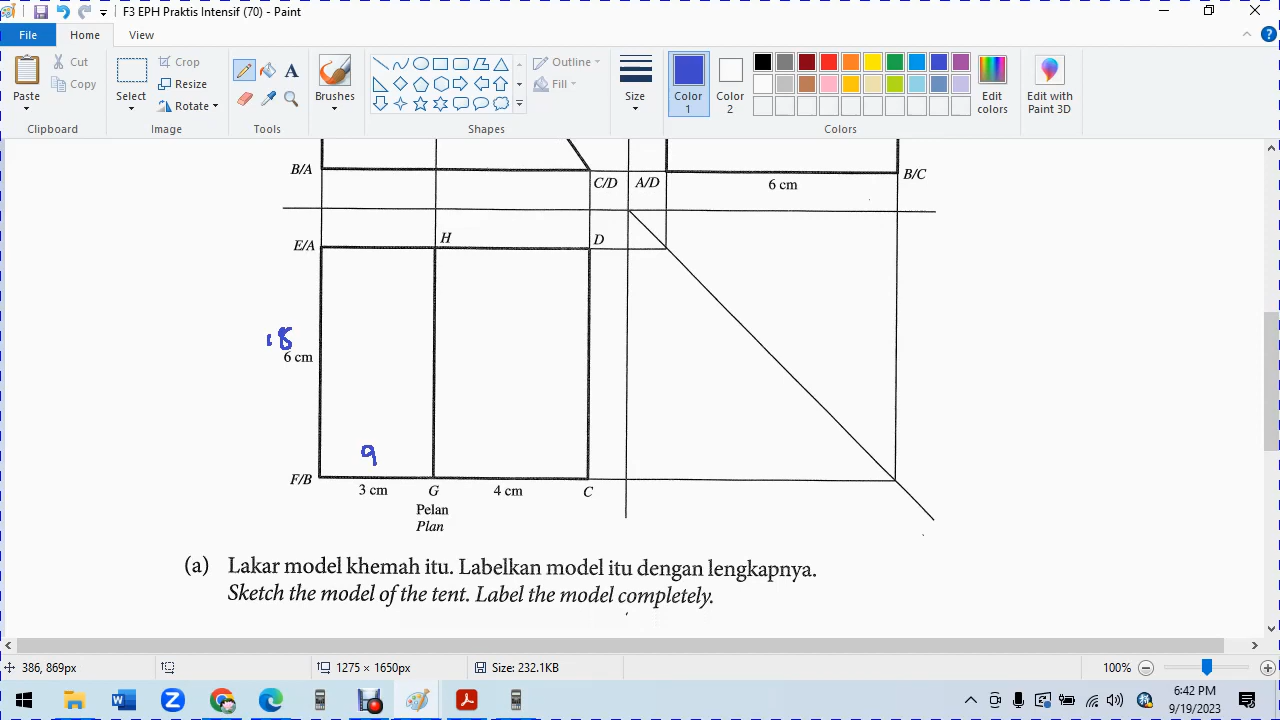 F3 EPH Praktis Intensif (70) - Paint
File
Home
View
Paste
Cut
Copy
Clipboard
Select
Crop
Resize
Rotate
Image
A
Tools
Brushes
Shapes
Outline
Fill
Size
Color 1
Color 2
Edit colors
Edit with Paint 3D
Colors
B/A
C/D
A/D
6 cm
B/C
E/A
H
D
18
6 cm
9
F/B
3 cm
G
4 cm
C
Pelan
Plan
(a) Lakar model khemah itu. Labelkan model itu dengan lengkapnya.
Sketch the model of the tent. Label the model completely.
386, 869px
1275 × 1650px
Size: 232.1KB
100%
6:42 PM
9/19/2023